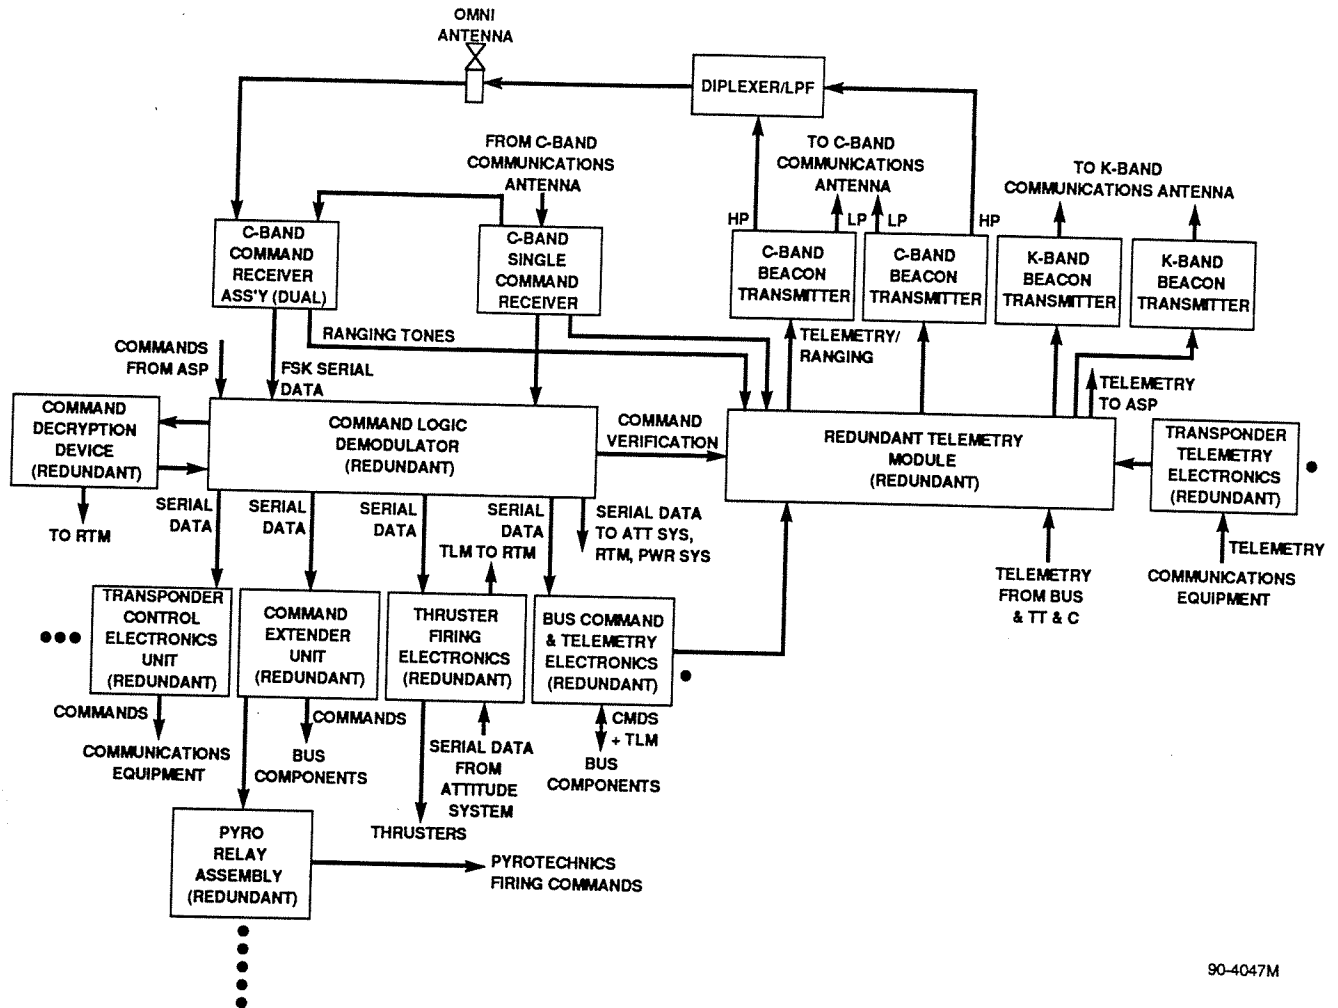 OMNI
ANTENNA
DIPLEXER/LPF
FROM C-BAND
COMMUNICATIONS
ANTENNA
TO C-BAND
COMMUNICATIONS
ANTENNA
TO K-BAND
COMMUNICATIONS ANTENNA
HP
LP
LP
HP
C-BAND
COMMAND
RECEIVER
ASS'Y (DUAL)
C-BAND
SINGLE
COMMAND
RECEIVER
C-BAND
BEACON
TRANSMITTER
C-BAND
BEACON
TRANSMITTER
K-BAND
BEACON
TRANSMITTER
K-BAND
BEACON
TRANSMITTER
RANGING TONES
TELEMETRY/
RANGING
COMMANDS
FROM ASP
FSK SERIAL
DATA
TELEMETRY
TO ASP
COMMAND
DECRYPTION
DEVICE
(REDUNDANT)
COMMAND LOGIC
DEMODULATOR
(REDUNDANT)
COMMAND
VERIFICATION
REDUNDANT TELEMETRY
MODULE
(REDUNDANT)
TRANSPONDER
TELEMETRY
ELECTRONICS
(REDUNDANT)
TO RTM
SERIAL
DATA
SERIAL
DATA
SERIAL
DATA
SERIAL
DATA
SERIAL DATA
TO ATT SYS,
RTM, PWR SYS
TLM TO RTM
TELEMETRY
FROM BUS
& TT & C
TELEMETRY
COMMUNICATIONS
EQUIPMENT
TRANSPONDER
CONTROL
ELECTRONICS
UNIT
(REDUNDANT)
COMMAND
EXTENDER
UNIT
(REDUNDANT)
THRUSTER
FIRING
ELECTRONICS
(REDUNDANT)
BUS COMMAND
& TELEMETRY
ELECTRONICS
(REDUNDANT)
COMMANDS
COMMUNICATIONS
EQUIPMENT
COMMANDS
BUS
COMPONENTS
SERIAL DATA
FROM
ATTITUDE
SYSTEM
CMDS
+ TLM
BUS
COMPONENTS
THRUSTERS
PYRO
RELAY
ASSEMBLY
(REDUNDANT)
PYROTECHNICS
FIRING COMMANDS
90-4047M